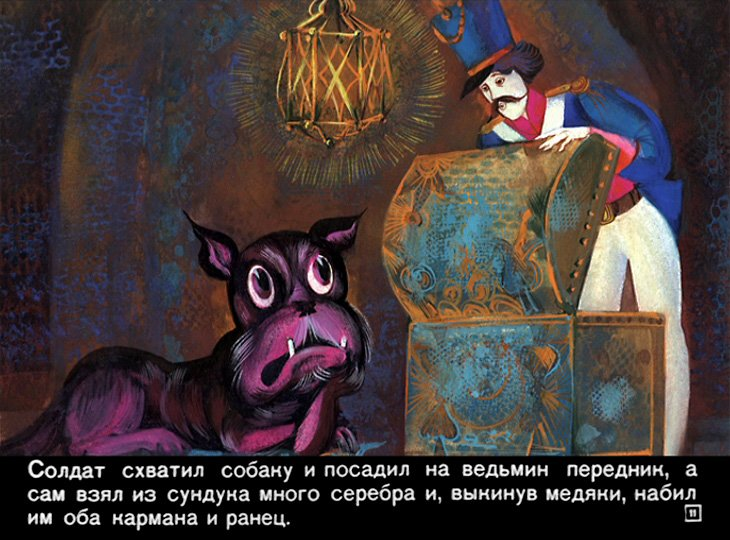 Солдат схватил собаку и посадил на ведьмин передник, а
сам взял из сундука много серебра и, выкинув медяки, набил
им оба кармана и ранец.
11